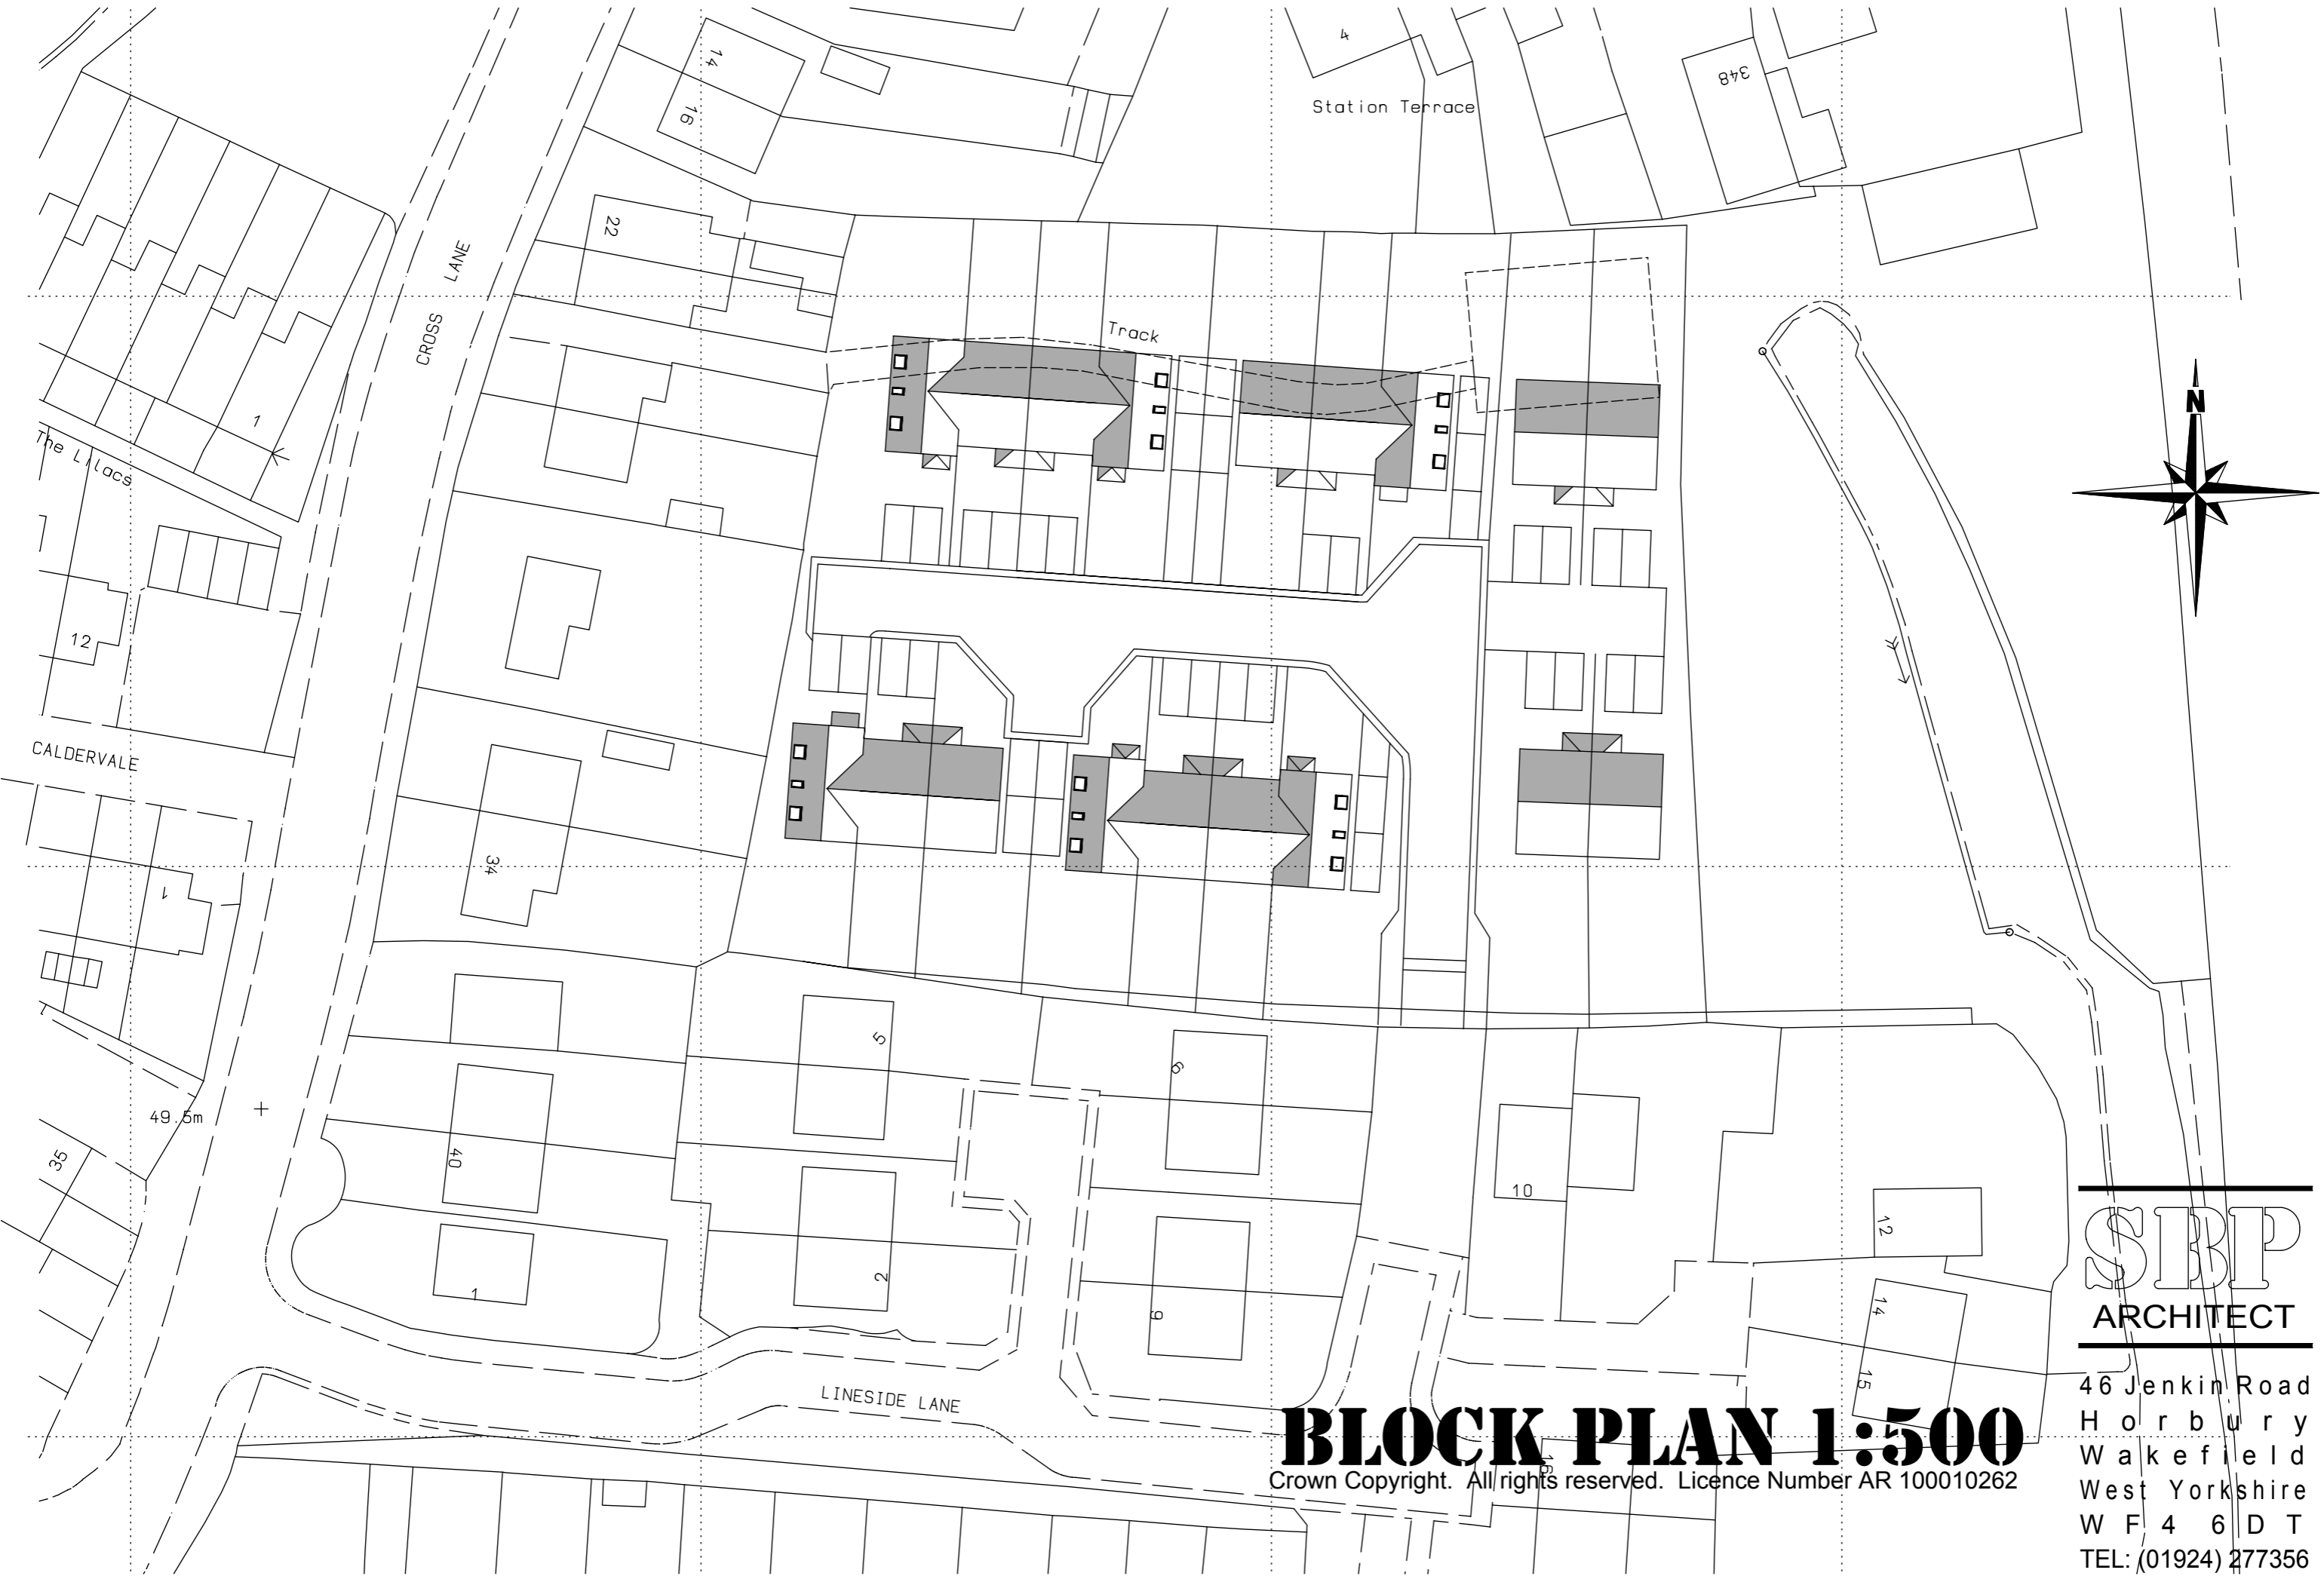 14
16
4
Station Terrace
348
22
CROSS LANE
Track
N
1
The Lilacs
12
CALDERVALE
34
1
5
6
49.5m
35
40
10
12
1
2
9
14
15
LINESIDE LANE
16
SBP
ARCHITECT
46 Jenkin Road
Horbury
Wakefield
West Yorkshire
WF4 6DT
TEL: (01924) 277356
BLOCK PLAN 1:500
Crown Copyright. All rights reserved. Licence Number AR 100010262